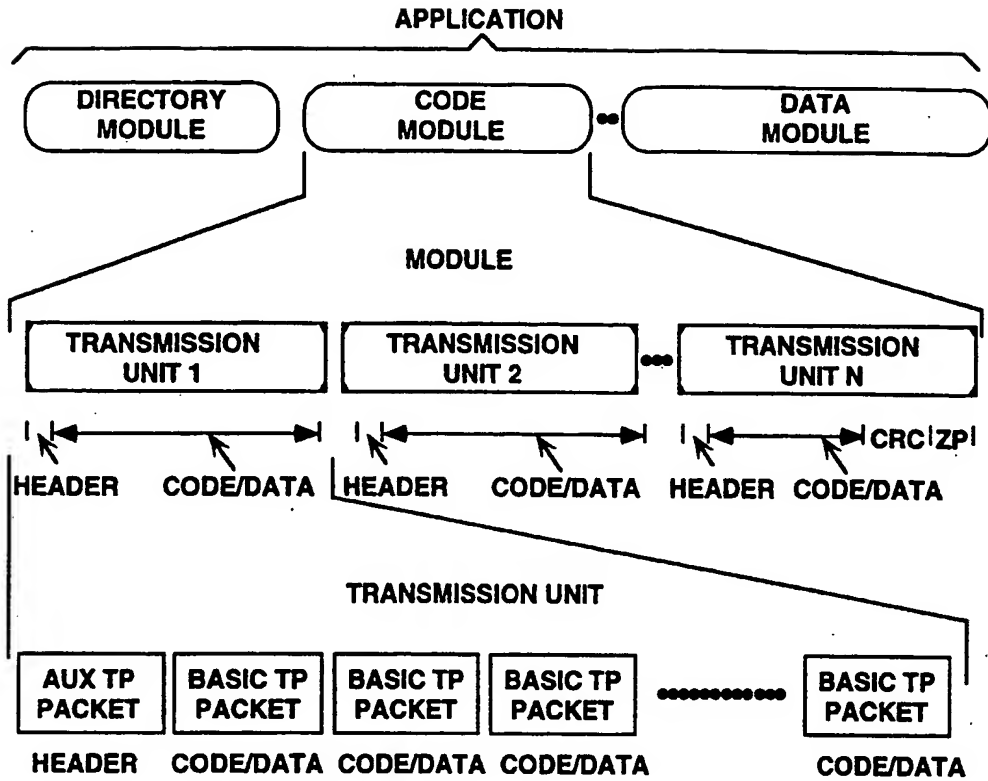 APPLICATION
DIRECTORY MODULE
CODE MODULE
DATA MODULE
MODULE
TRANSMISSION UNIT 1
TRANSMISSION UNIT 2
TRANSMISSION UNIT N
CRC ZP
HEADER CODE/DATA HEADER CODE/DATA HEADER CODE/DATA
TRANSMISSION UNIT
AUX TP PACKET
BASIC TP PACKET
BASIC TP PACKET
BASIC TP PACKET
BASIC TP PACKET
HEADER CODE/DATA CODE/DATA CODE/DATA CODE/DATA